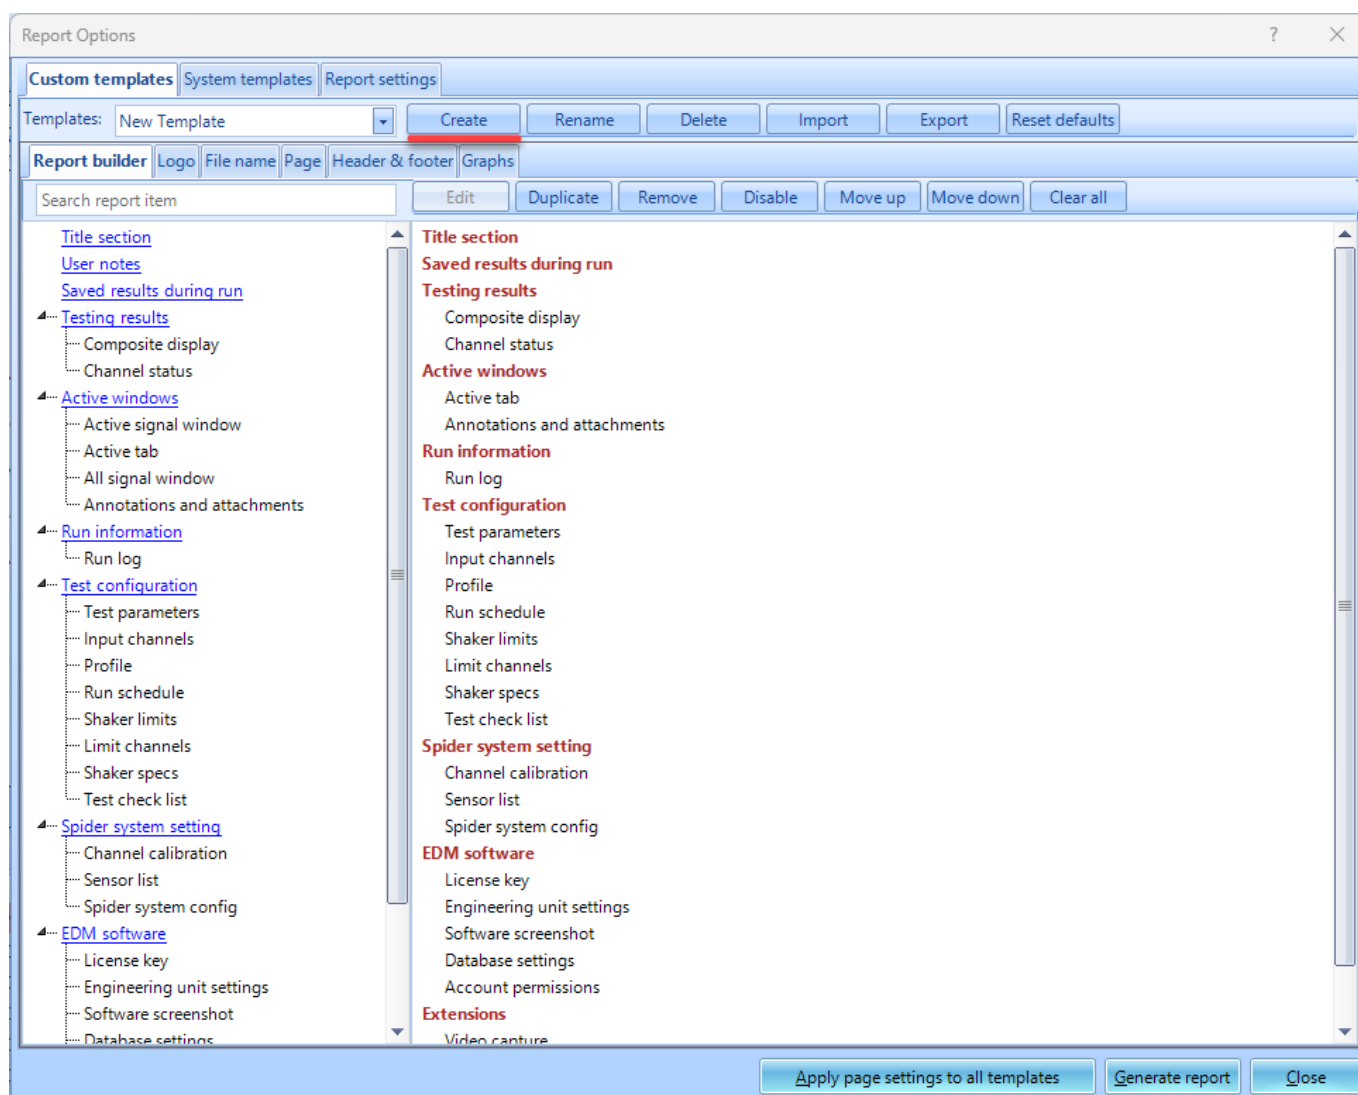 Report Options ?
Custom templates System templates Report settings
Templates: New Template Create Rename Delete Import Export Reset defaults
Report builder Logo File name Page Header & footer Graphs
Search report item Edit Duplicate Remove Disable Move up Move down Clear all
Title section
User notes
Saved results during run
Testing results
Composite display
Channel status
Active windows
Active signal window
Active tab
All signal window
Annotations and attachments
Run information
Run log
Test configuration
Test parameters
Input channels
Profile
Run schedule
Shaker limits
Limit channels
Shaker specs
Test check list
Spider system setting
Channel calibration
Sensor list
Spider system config
EDM software
License key
Engineering unit settings
Software screenshot
Database settings
Title section
Saved results during run
Testing results
Composite display
Channel status
Active windows
Active tab
Annotations and attachments
Run information
Run log
Test configuration
Test parameters
Input channels
Profile
Run schedule
Shaker limits
Limit channels
Shaker specs
Test check list
Spider system setting
Channel calibration
Sensor list
Spider system config
EDM software
License key
Engineering unit settings
Software screenshot
Database settings
Account permissions
Extensions
Video capture
Apply page settings to all templates Generate report Close